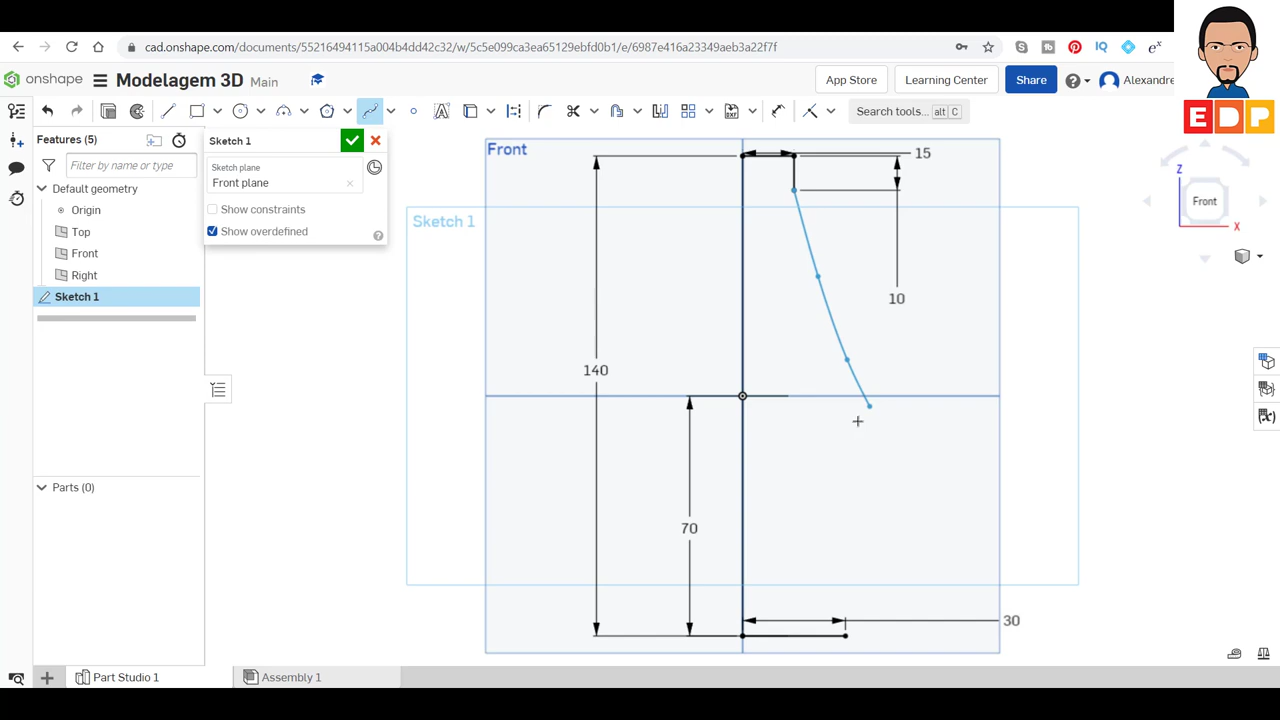 cad.onshape.com/documents/55216494115a004b4dd42c32/w/5c5e099ca3ea65129ebfd0b1/e/6987e416a23349aeb3a22f7f
IQ
eˣ
onshape
Modelagem 3D
Main
App Store
Learning Center
Share
Alexandre
EDP
Search tools...
alt
C
Features (5)
Filter by name or type
Default geometry
Origin
Top
Front
Right
Sketch 1
Parts (0)
Sketch 1
Sketch plane
Front plane
Show constraints
Show overdefined
Front
Sketch 1
15
10
140
70
30
Z
Front
X
(x)
Part Studio 1
Assembly 1